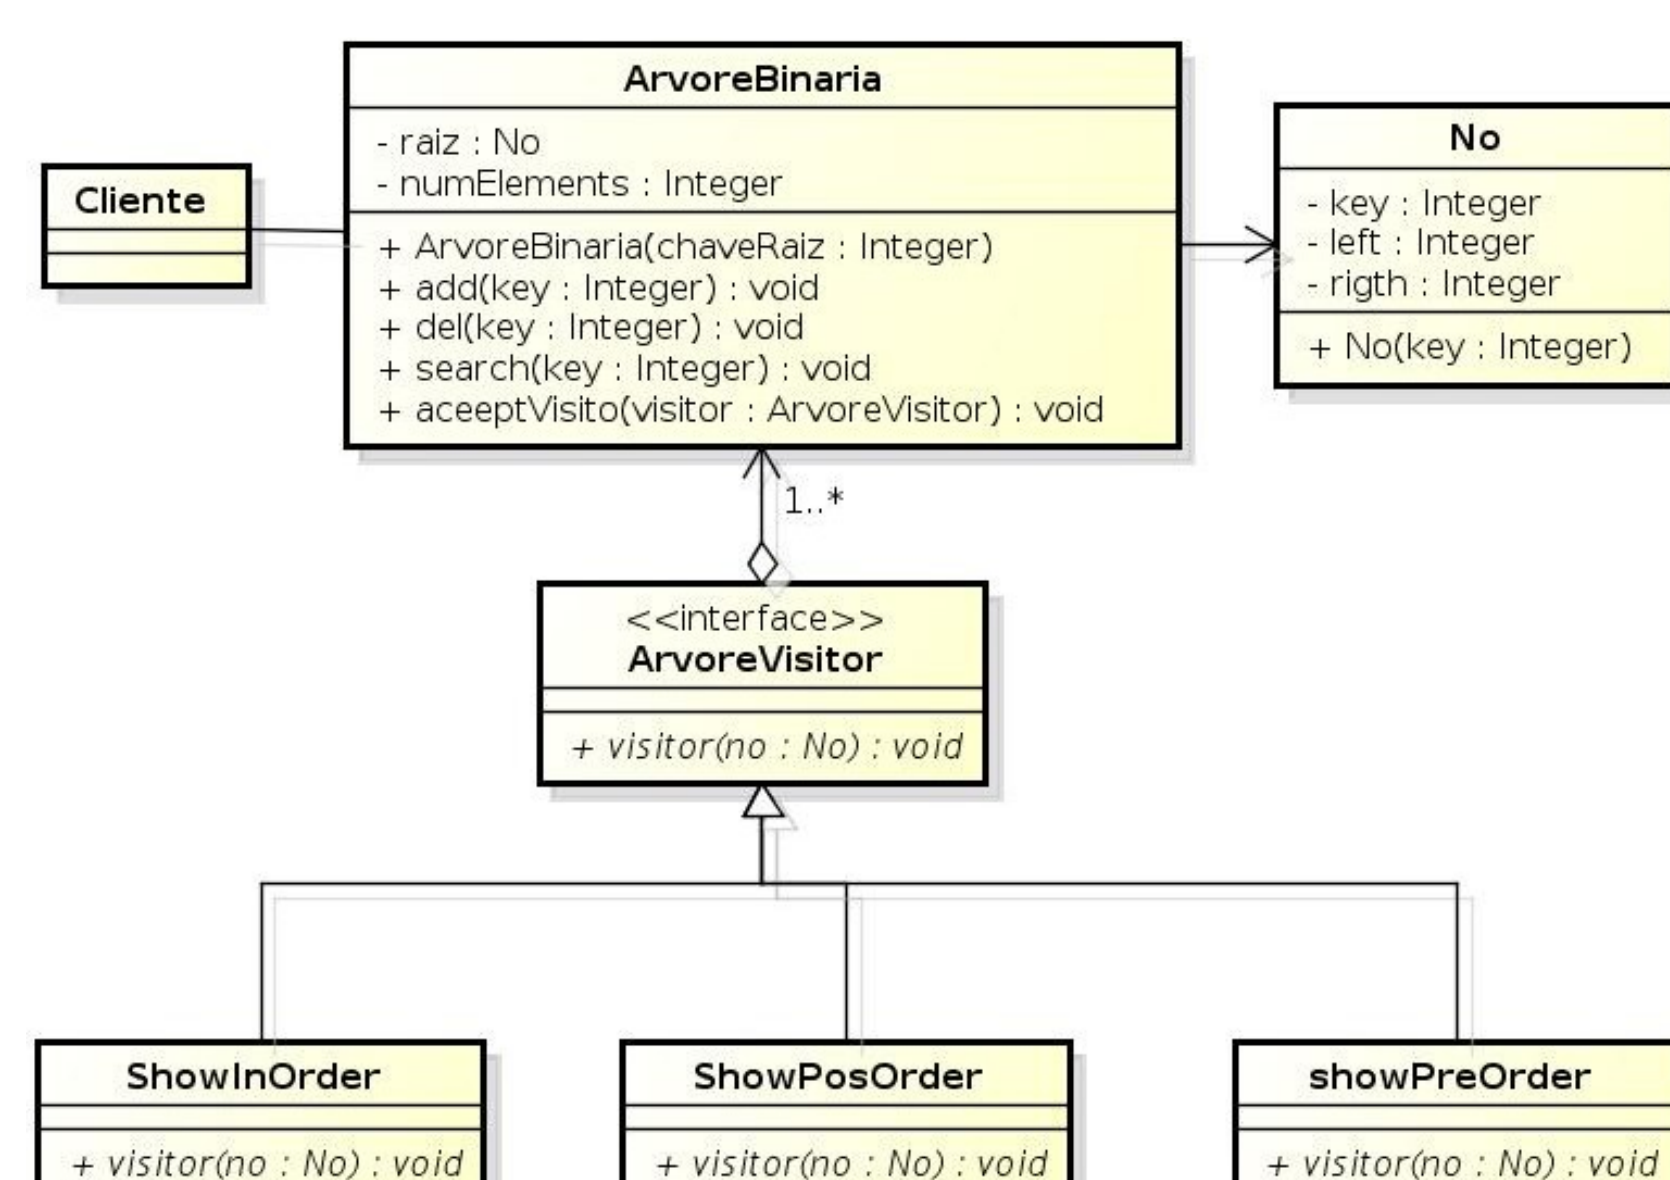 Cliente
ArvoreBinaria
- raiz : No
- numElements : Integer
+ ArvoreBinaria(chaveRaiz : Integer)
+ add(key : Integer) : void
+ del(key : Integer) : void
+ search(key : Integer) : void
+ aceeptVisito(visitor : ArvoreVisitor) : void
No
- key : Integer
- left : Integer
- rigth : Integer
+ No(key : Integer)
1..*
<<interface>>
ArvoreVisitor
+ visitor(no : No) : void
ShowInOrder
+ visitor(no : No) : void
ShowPosOrder
+ visitor(no : No) : void
showPreOrder
+ visitor(no : No) : void